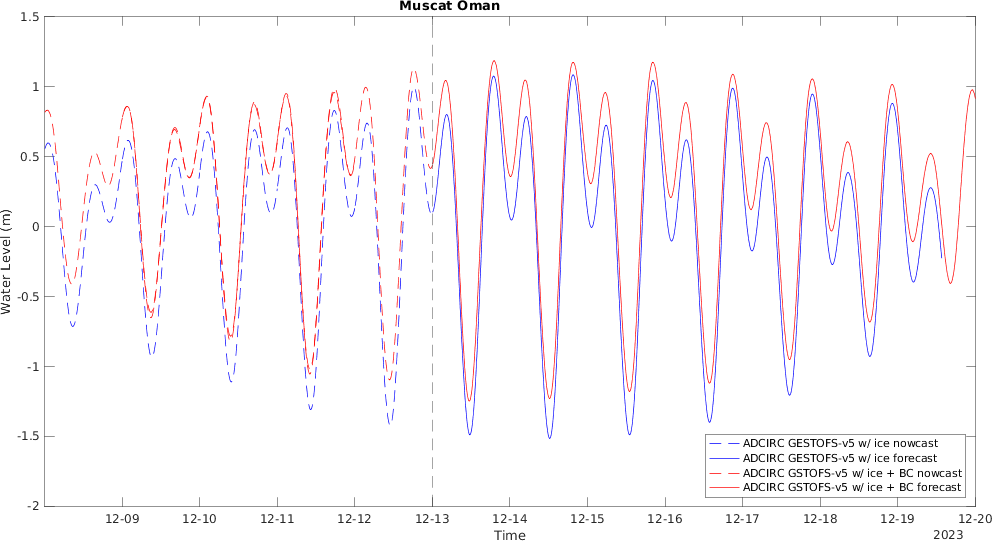 Muscat Oman
1.5
1
0.5
0
-0.5
-1
-1.5
-2
Water Level (m)
ADCIRC GESTOFS-v5 w/ ice nowcast
ADCIRC GESTOFS-v5 w/ ice forecast
ADCIRC GSTOFS-v5 w/ ice + BC nowcast
ADCIRC GSTOFS-v5 w/ ice + BC forecast
12-09 12-10 12-11 12-12 12-13 12-14 12-15 12-16 12-17 12-18 12-19 12-20
Time
2023